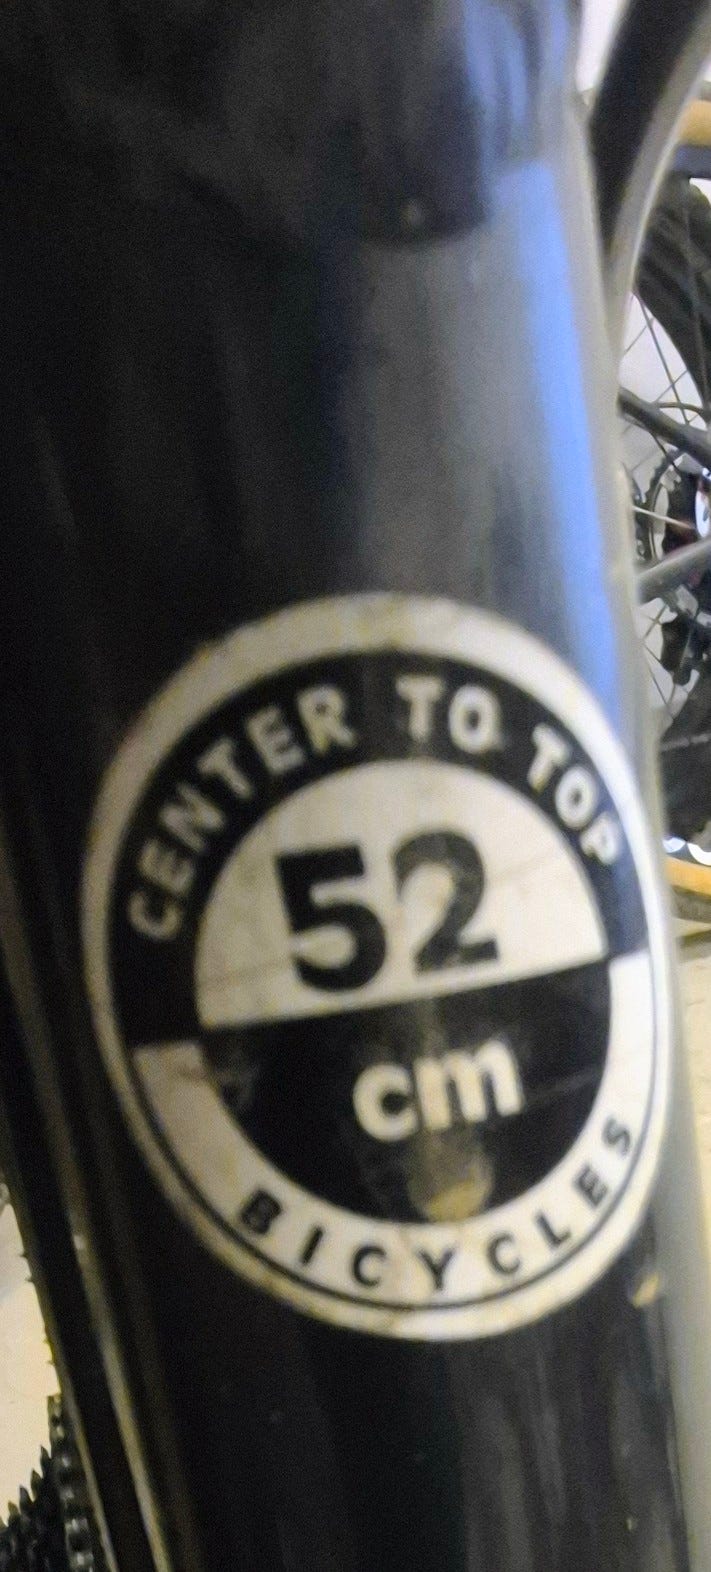 CENTER TO TOP
52
cm
BICYCLES